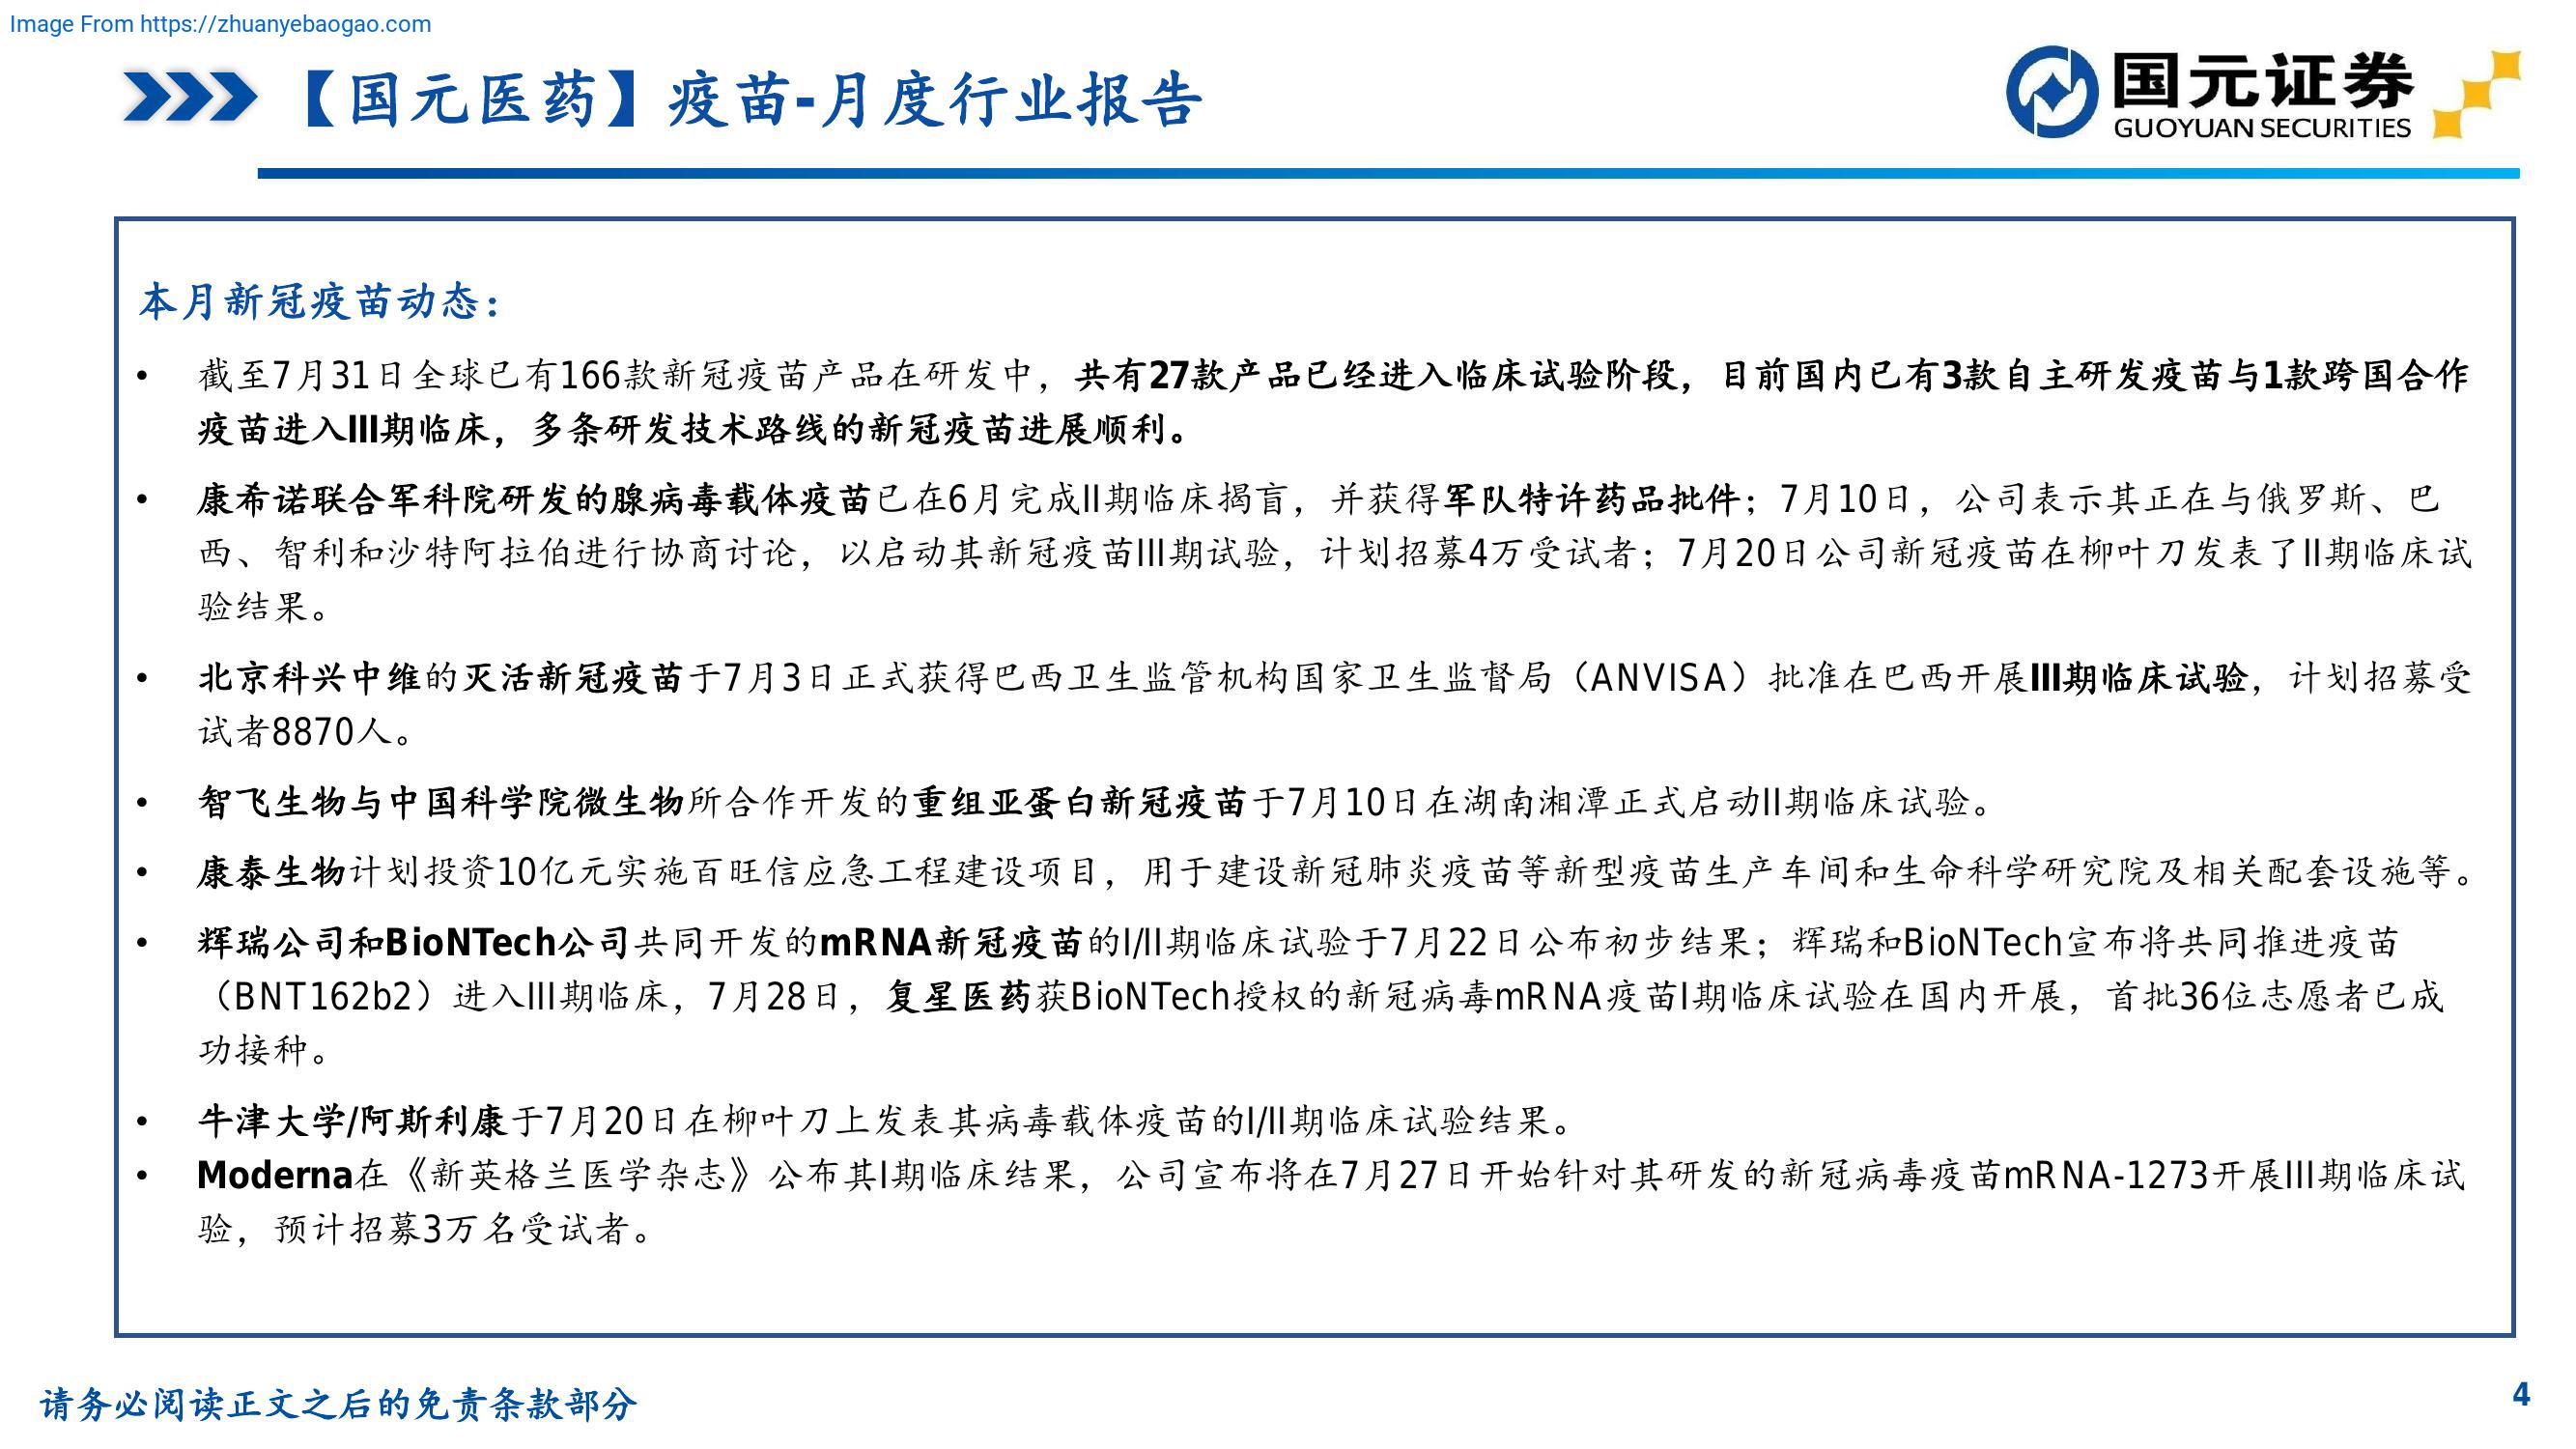 Image From https://zhuanyebaogao.com
【国元医药】疫苗-月度行业报告
国元证券
GUOYUAN SECURITIES
本月新冠疫苗动态：
• 截至7月31日全球已有166款新冠疫苗产品在研发中，共有27款产品已经进入临床试验阶段，目前国内已有3款自主研发疫苗与1款跨国合作
疫苗进入III期临床，多条研发技术路线的新冠疫苗进展顺利。
• 康希诺联合军科院研发的腺病毒载体疫苗已在6月完成II期临床揭盲，并获得军队特许药品批件；7月10日，公司表示其正在与俄罗斯、巴
西、智利和沙特阿拉伯进行协商讨论，以启动其新冠疫苗III期试验，计划招募4万受试者；7月20日公司新冠疫苗在柳叶刀发表了II期临床试
验结果。
• 北京科兴中维的灭活新冠疫苗于7月3日正式获得巴西卫生监管机构国家卫生监督局（ANVISA）批准在巴西开展III期临床试验，计划招募受
试者8870人。
• 智飞生物与中国科学院微生物所合作开发的重组亚蛋白新冠疫苗于7月10日在湖南湘潭正式启动II期临床试验。
• 康泰生物计划投资10亿元实施百旺信应急工程建设项目，用于建设新冠肺炎疫苗等新型疫苗生产车间和生命科学研究院及相关配套设施等。
• 辉瑞公司和BioNTech公司共同开发的mRNA新冠疫苗的I/II期临床试验于7月22日公布初步结果；辉瑞和BioNTech宣布将共同推进疫苗
（BNT162b2）进入III期临床，7月28日，复星医药获BioNTech授权的新冠病毒mRNA疫苗I期临床试验在国内开展，首批36位志愿者已成
功接种。
• 牛津大学/阿斯利康于7月20日在柳叶刀上发表其病毒载体疫苗的I/II期临床试验结果。
• Moderna在《新英格兰医学杂志》公布其I期临床结果，公司宣布将在7月27日开始针对其研发的新冠病毒疫苗mRNA-1273开展III期临床试
验，预计招募3万名受试者。
请务必阅读正文之后的免责条款部分
4